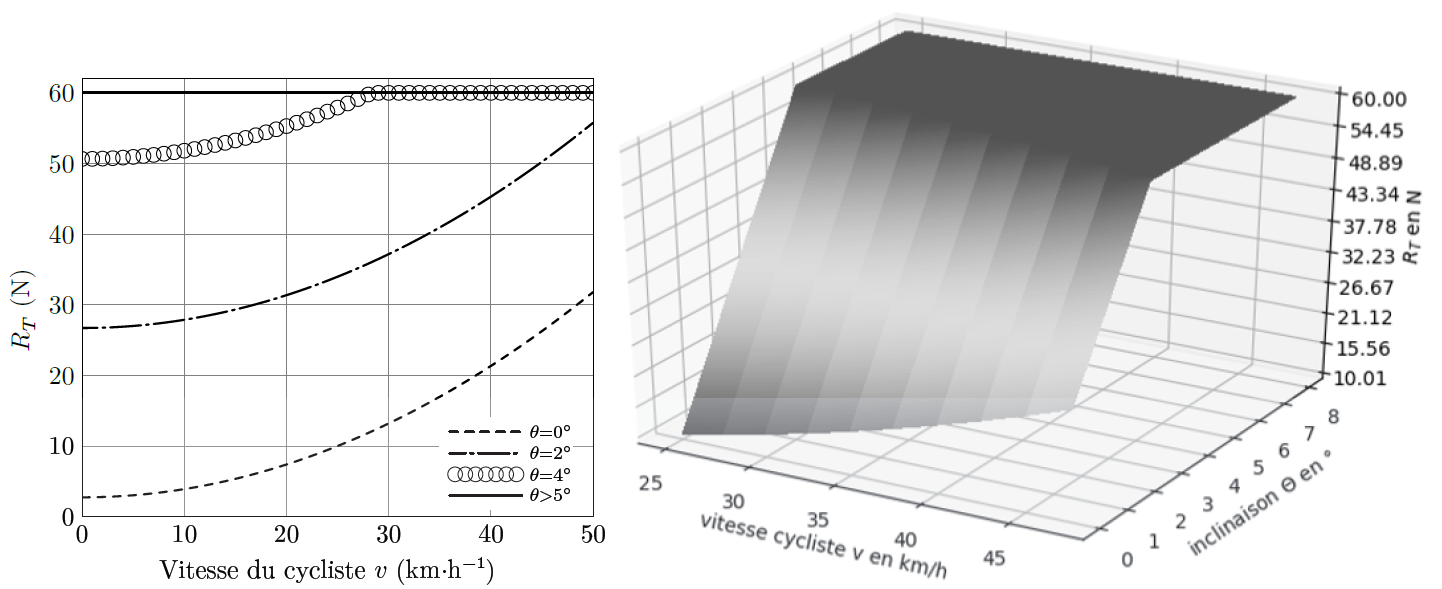 60
50
40
30
20
10
0
R_T (N)
0 10 20 30 40 50
Vitesse du cycliste v (km·h⁻¹)
θ=0°
θ=2°
θ=4°
θ>5°
60.00
54.45
48.89
43.34
37.78
32.23
26.67
21.12
15.56
10.01
R_T en N
25 30 35 40 45
vitesse cycliste v en km/h
0 1 2 3 4 5 6 7 8
inclinaison Θ en °